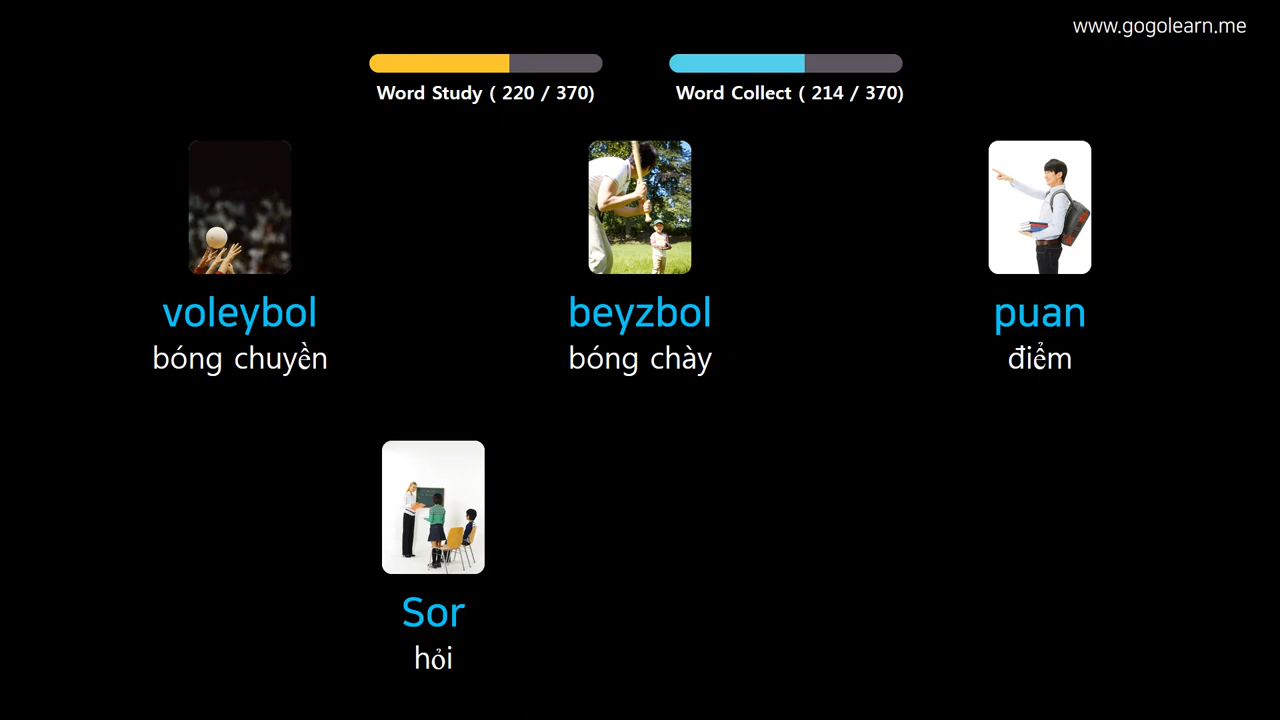 www.gogolearn.me
Word Study ( 220 / 370)
Word Collect ( 214 / 370)
voleybol
beyzbol
puan
bóng chuyền
bóng chày
điểm
Sor
hỏi